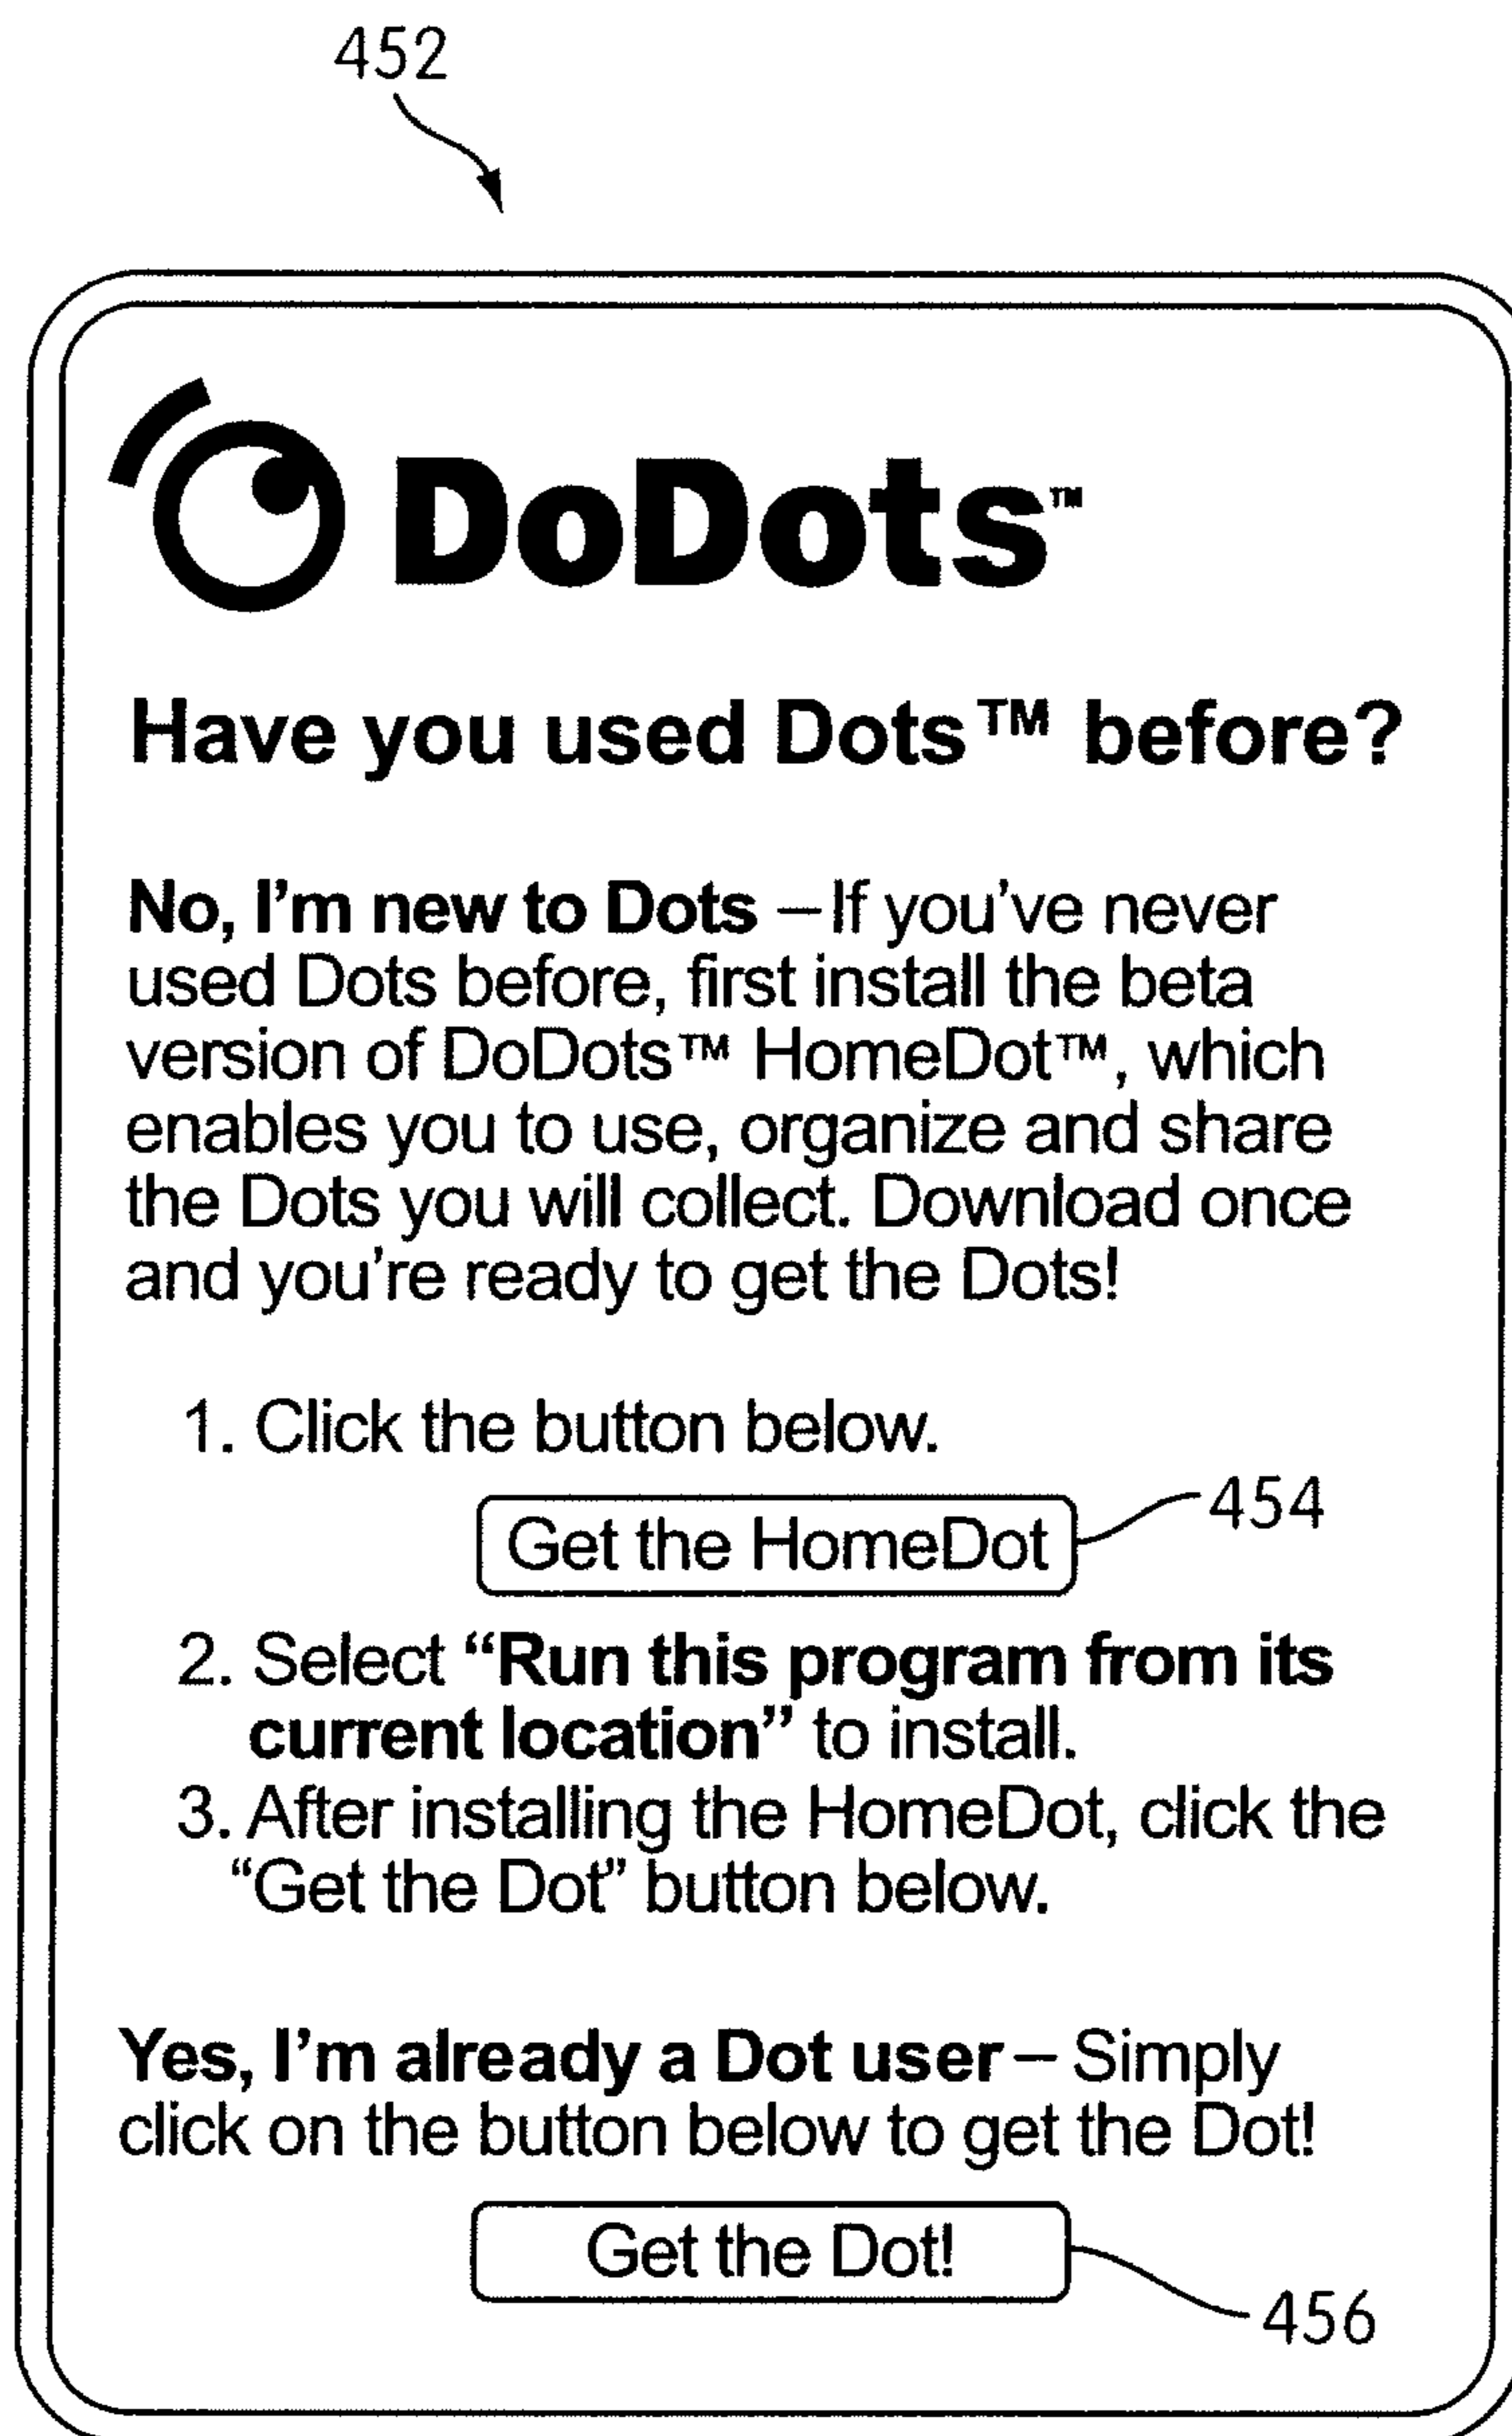 452
DoDots™
Have you used Dots™ before?
No, I'm new to Dots – If you've never
used Dots before, first install the beta
version of DoDots™ HomeDot™, which
enables you to use, organize and share
the Dots you will collect. Download once
and you're ready to get the Dots!
1. Click the button below.
Get the HomeDot
454
2. Select “Run this program from its
current location” to install.
3. After installing the HomeDot, click the
“Get the Dot” button below.
Yes, I'm already a Dot user – Simply
click on the button below to get the Dot!
Get the Dot!
456